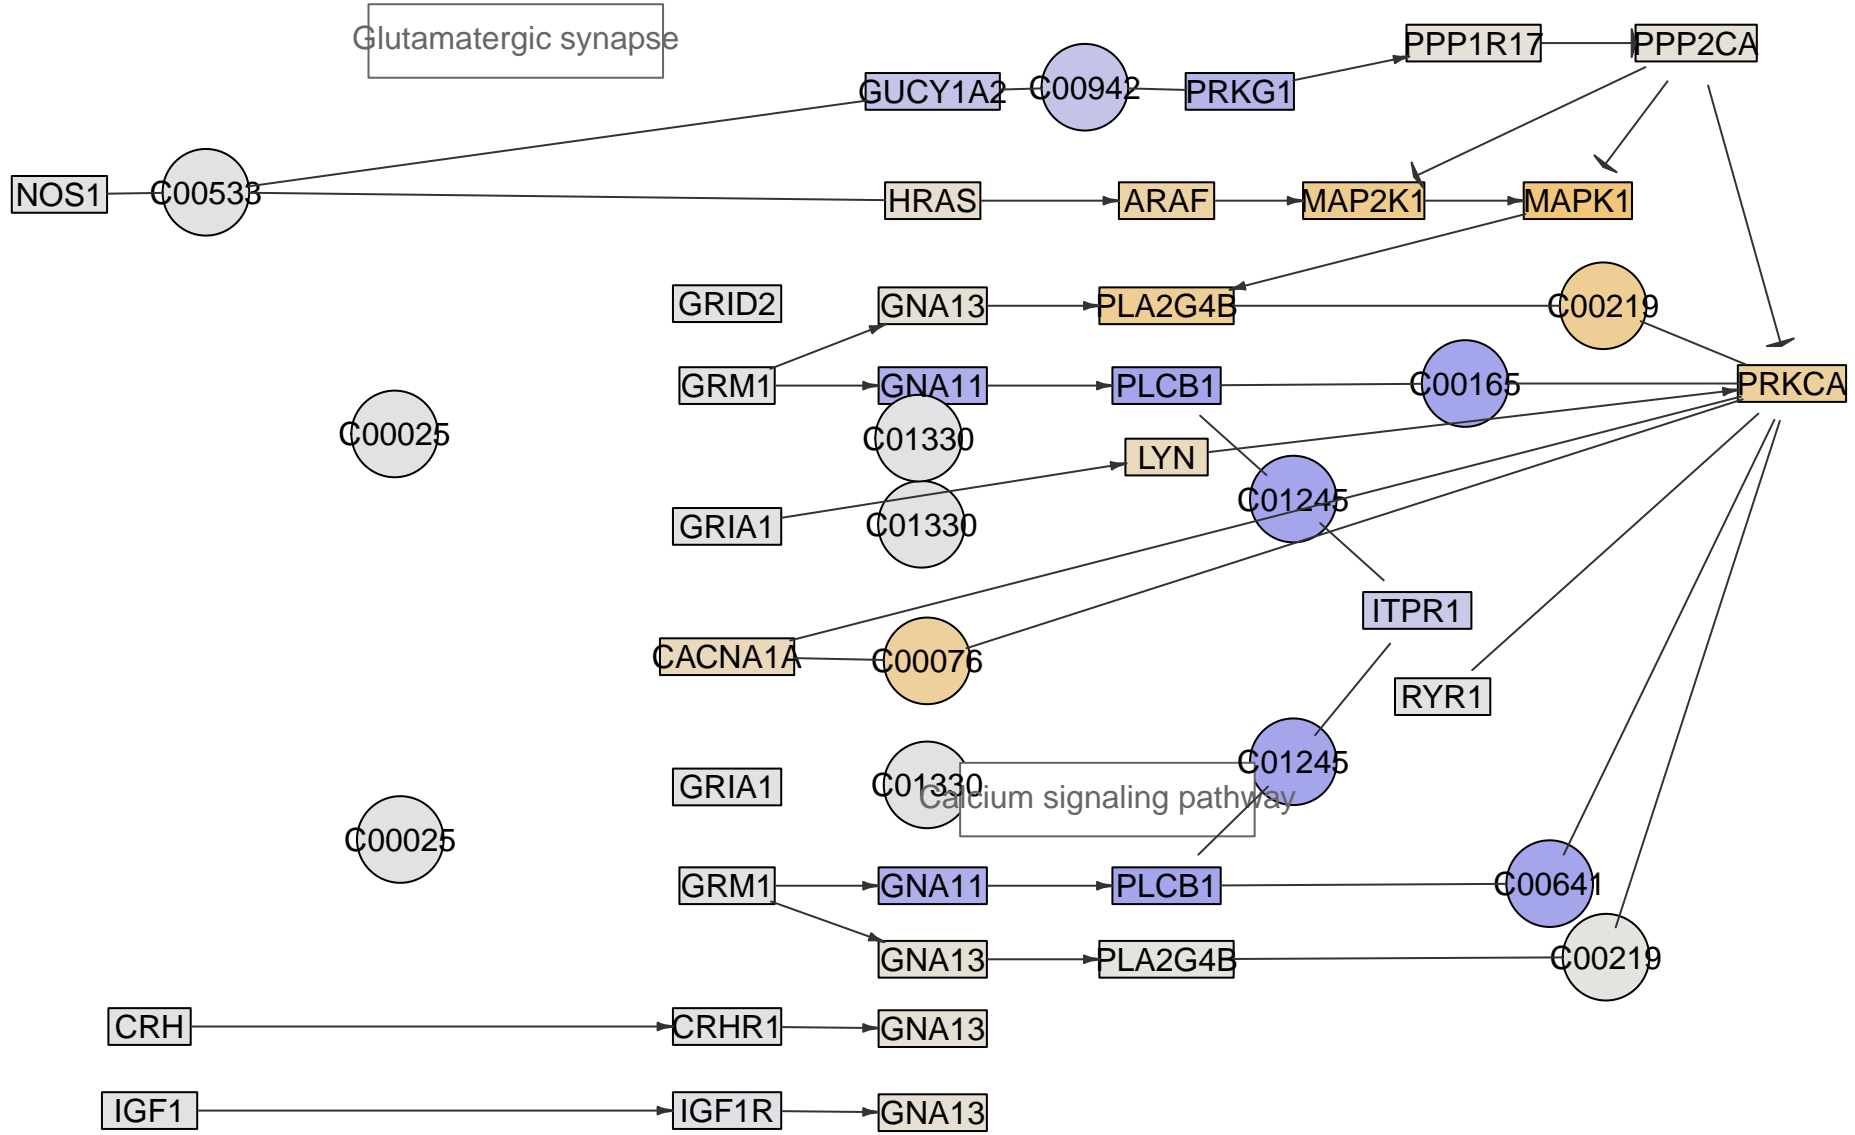 Glutamatergic synapse
PPP1R17
PPP2CA
GUCY1A2
C00942
PRKG1
NOS1
C00533
HRAS
ARAF
MAP2K1
MAPK1
GRID2
GNA13
PLA2G4B
C00219
GRM1
GNA11
PLCB1
C00165
PRKCA
C00025
C01330
LYN
GRIA1
C01330
C01245
ITPR1
CACNA1A
C00076
RYR1
GRIA1
C01330
Calcium signaling pathway
C01245
C00025
GRM1
GNA11
PLCB1
C00641
GNA13
PLA2G4B
C00219
CRH
CRHR1
GNA13
IGF1
IGF1R
GNA13